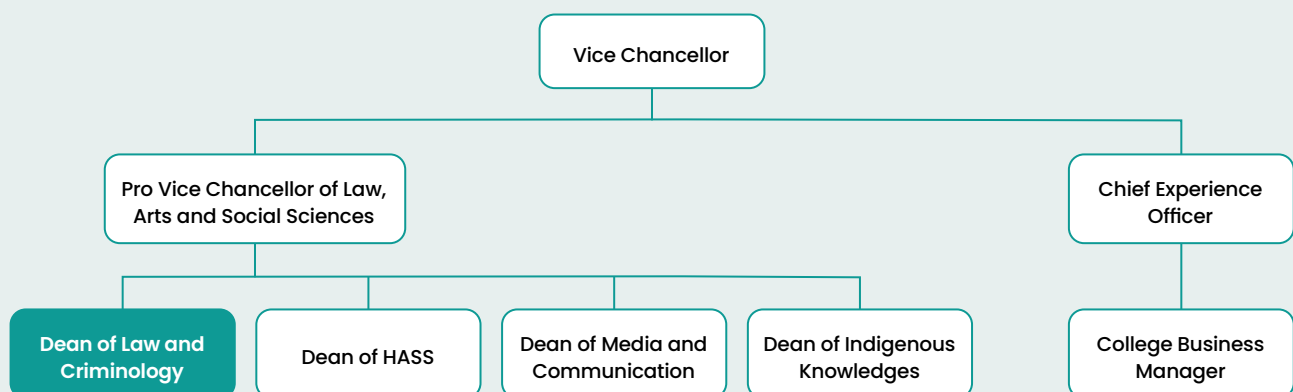 Vice Chancellor
Pro Vice Chancellor of Law,
Arts and Social Sciences
Chief Experience
Officer
Dean of Law and
Criminology
Dean of HASS
Dean of Media and
Communication
Dean of Indigenous
Knowledges
College Business
Manager